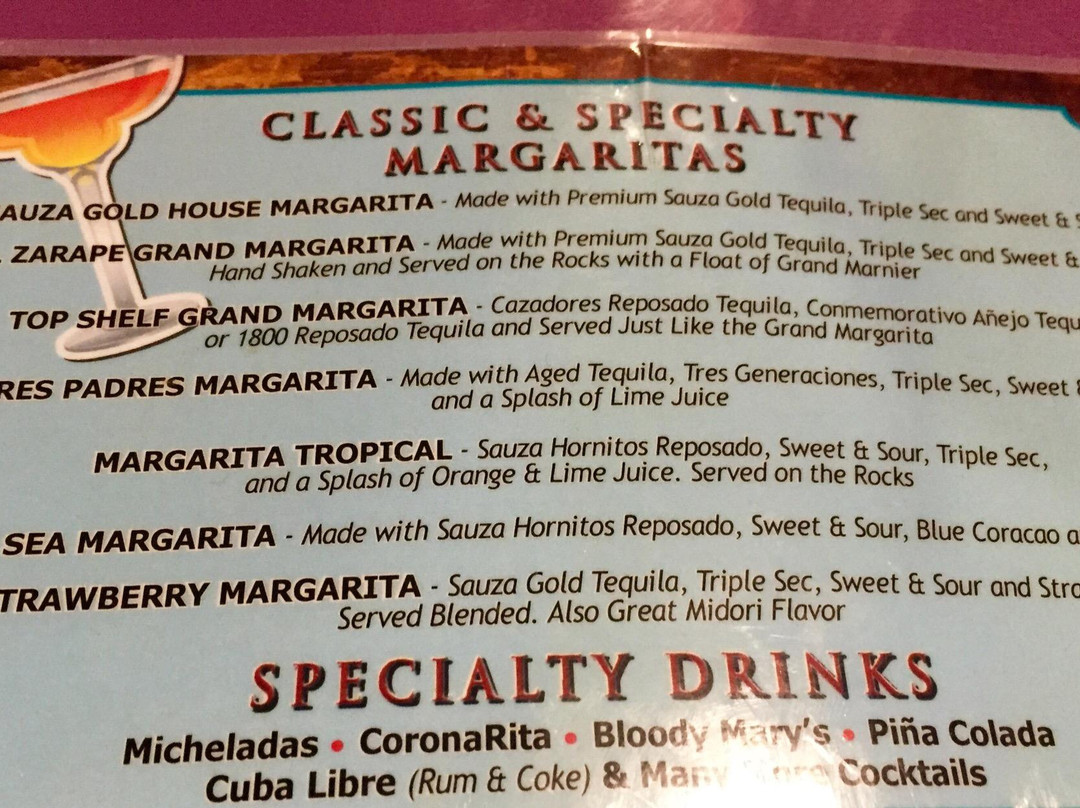 CLASSIC & SPECIALTY
MARGARITAS
AUZA GOLD HOUSE MARGARITA - Made with Premium Sauza Gold Tequila, Triple Sec and Sweet &
ZARAPE GRAND MARGARITA - Made with Premium Sauza Gold Tequila, Triple Sec and Sweet &
Hand Shaken and Served on the Rocks with a Float of Grand Marnier
TOP SHELF GRAND MARGARITA - Cazadores Reposado Tequila, Conmemorativo Añejo Tequ
or 1800 Reposado Tequila and Served Just Like the Grand Margarita
RES PADRES MARGARITA - Made with Aged Tequila, Tres Generaciones, Triple Sec, Sweet &
and a Splash of Lime Juice
MARGARITA TROPICAL - Sauza Hornitos Reposado, Sweet & Sour, Triple Sec,
and a Splash of Orange & Lime Juice. Served on the Rocks
SEA MARGARITA - Made with Sauza Hornitos Reposado, Sweet & Sour, Blue Coracao a
TRAWBERRY MARGARITA - Sauza Gold Tequila, Triple Sec, Sweet & Sour and Stra
Served Blended. Also Great Midori Flavor
SPECIALTY DRINKS
Micheladas • CoronaRita • Bloody Mary's • Piña Colada
Cuba Libre (Rum & Coke) & Many More Cocktails